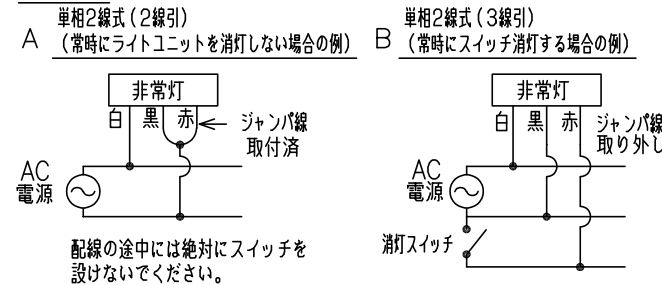 A
単相2線式(2線引)
(常時にライトユニットを消灯しない場合の例)
非常灯
白 黒 赤
ジャンパ線
取付済
AC
電源
配線の途中には絶対にスイッチを
設けないでください。
B
単相2線式(3線引)
(常時にスイッチ消灯する場合の例)
非常灯
白 黒 赤
ジャンパ線
取り外し
AC
電源
消灯スイッチ